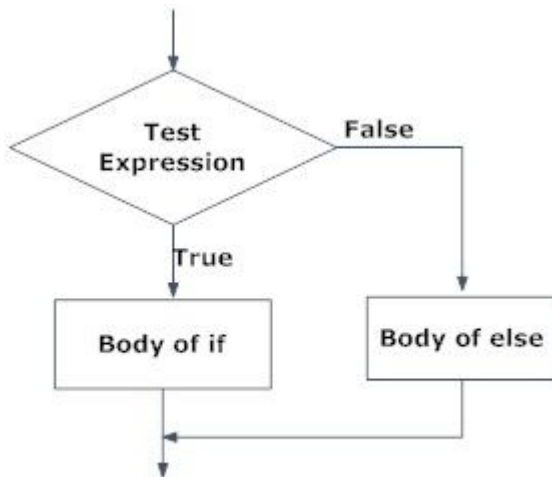 Test
Expression
False
True
Body of if
Body of else